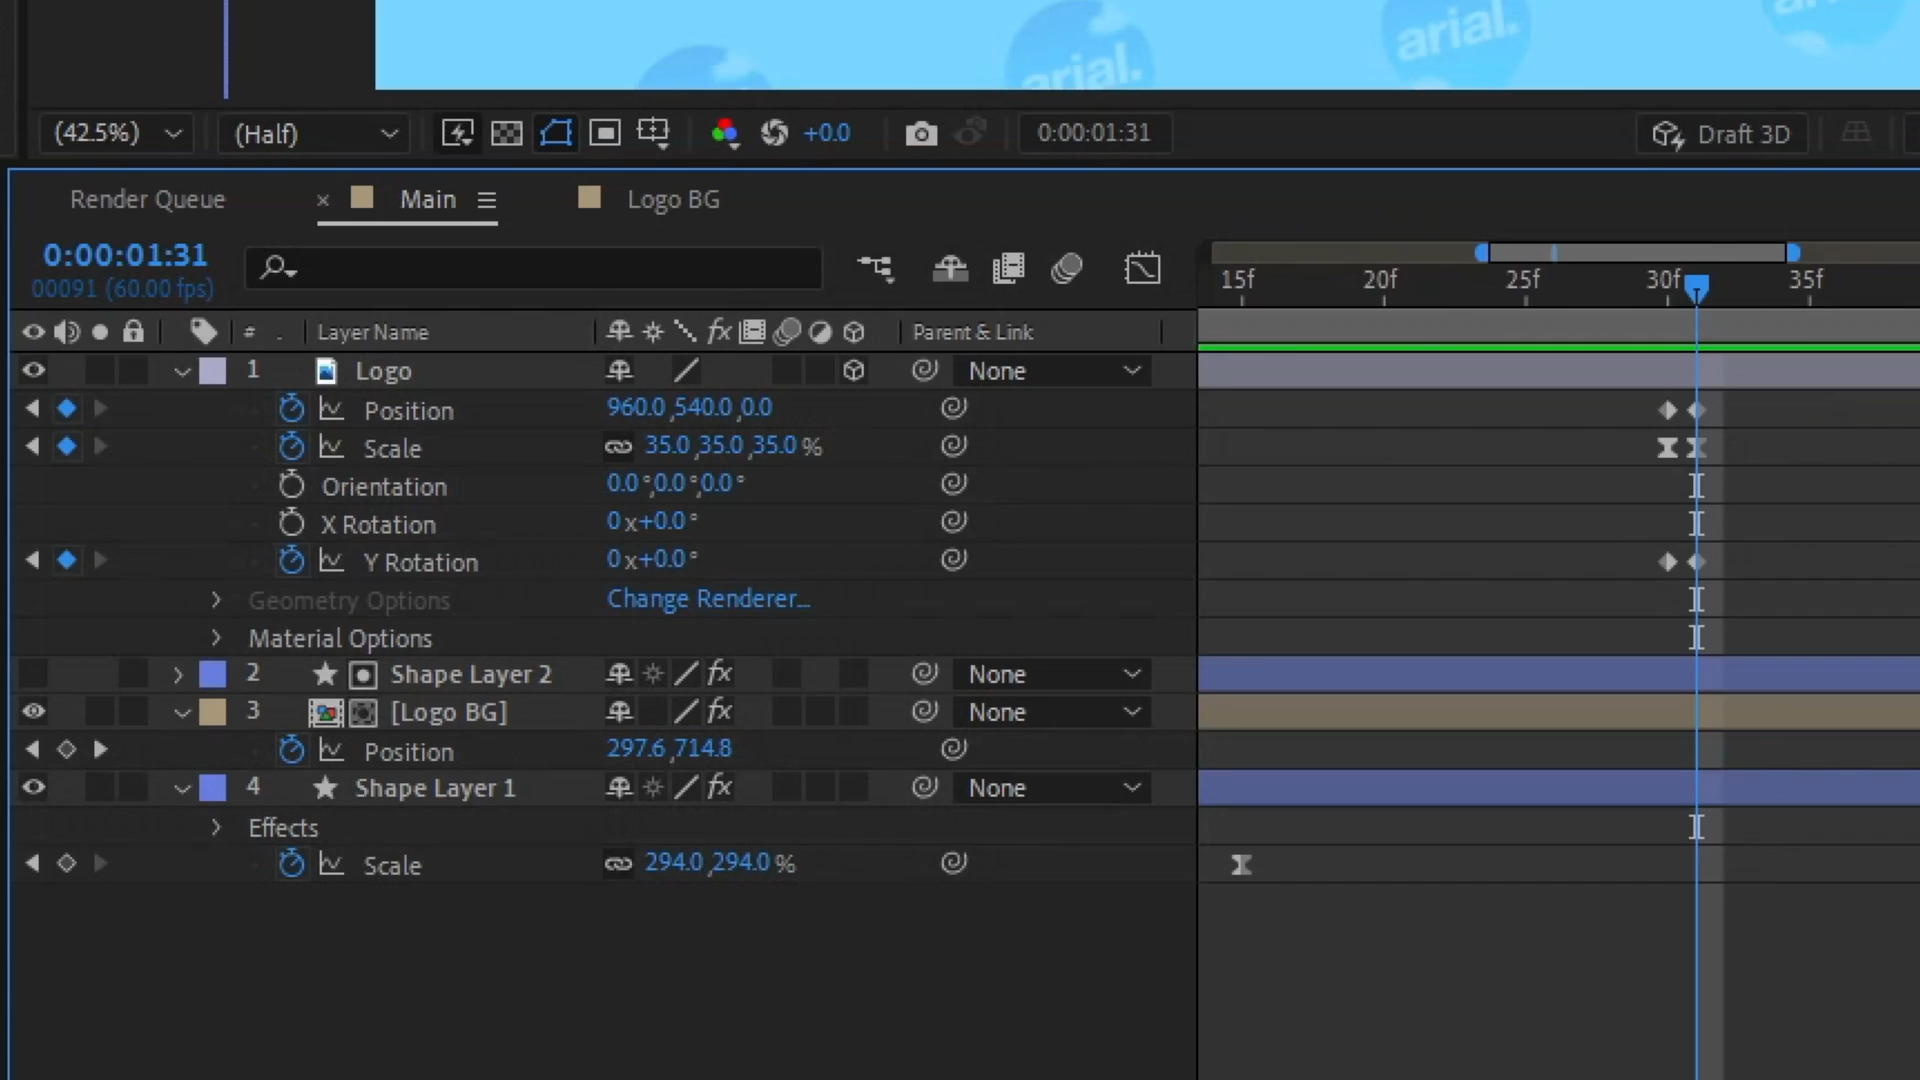 arial.
arial.
(42.5%)
(Half)
+0.0
0:00:01:31
Draft 3D
Render Queue
× Main
Logo BG
0:00:01:31
00091 (60.00 fps)
15f 20f 25f 30f 35f
# . Layer Name fx Parent & Link
1 Logo None
Position 960.0,540.0,0.0
Scale 35.0,35.0,35.0%
Orientation 0.0°,0.0°,0.0°
X Rotation 0x+0.0°
Y Rotation 0x+0.0°
Geometry Options Change Renderer...
Material Options
2 Shape Layer 2 fx None
3 [Logo BG] fx None
Position 297.6,714.8
4 Shape Layer 1 fx None
Effects
Scale 294.0,294.0%